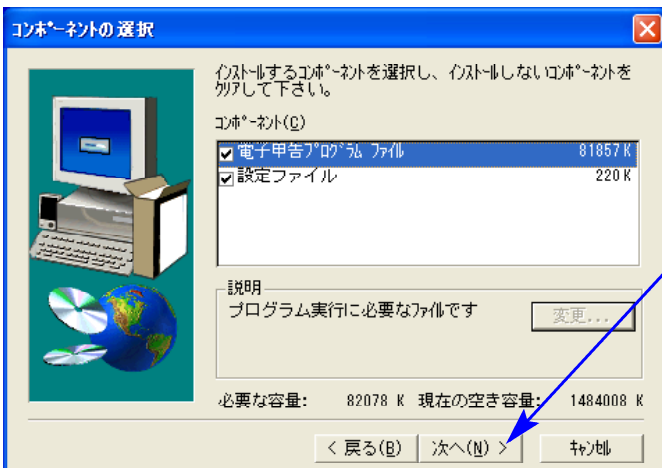 コンポーネントの選択
インストールするコンポーネントを選択し、インストールしないコンポーネントを
クリアして下さい。
コンポーネント(C)
電子申告プログラム ファイル 81857 K
設定ファイル 220 K
説明
プログラム実行に必要なファイルです
変更...
必要な容量: 82078 K 現在の空き容量: 1484008 K
< 戻る(B) 次へ(N) > キャンセル